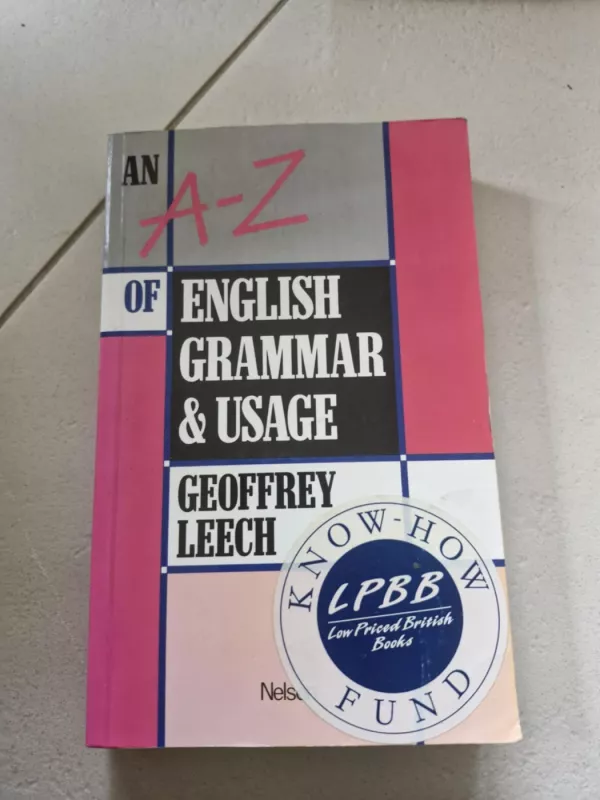 AN
A-Z
OF ENGLISH
GRAMMAR
& USAGE
GEOFFREY
LEECH
KNOW-HOW
LPBB
Low Priced British
Books
FUND